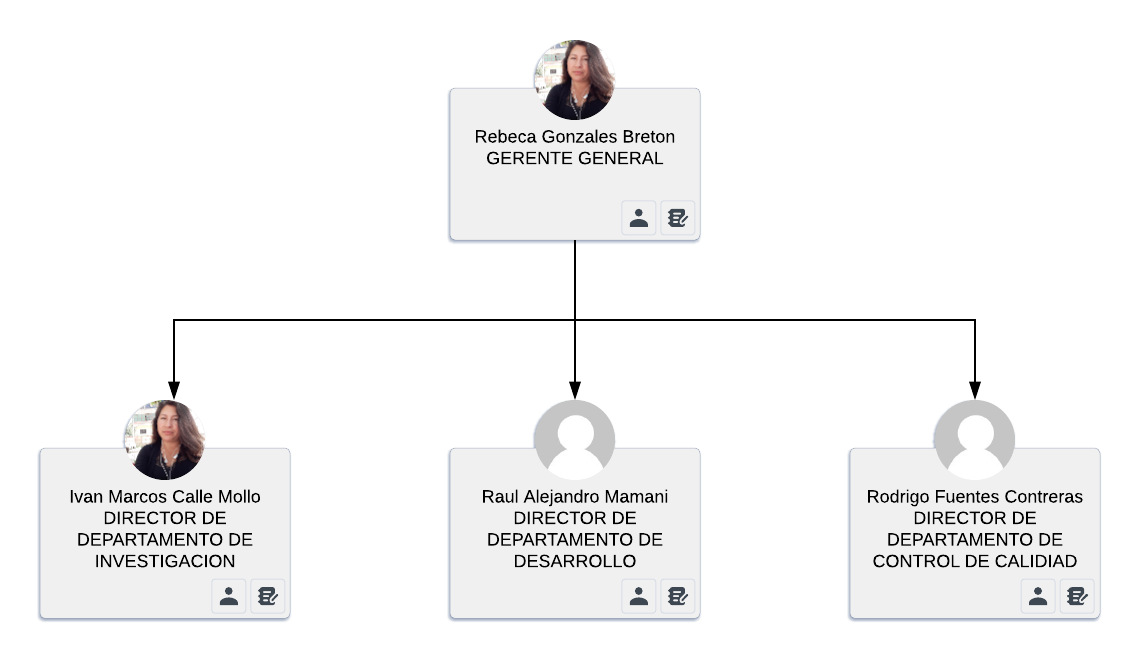 Rebeca Gonzales Breton
GERENTE GENERAL
Ivan Marcos Calle Mollo
DIRECTOR DE
DEPARTAMENTO DE
INVESTIGACION
Raul Alejandro Mamani
DIRECTOR DE
DEPARTAMENTO DE
DESARROLLO
Rodrigo Fuentes Contreras
DIRECTOR DE
DEPARTAMENTO DE
CONTROL DE CALIDIAD